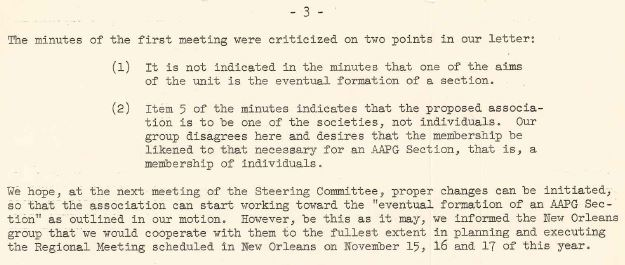 - 3 -
The minutes of the first meeting were criticized on two points in our letter:
(1) It is not indicated in the minutes that one of the aims
of the unit is the eventual formation of a section.
(2) Item 5 of the minutes indicates that the proposed associa-
tion is to be one of the societies, not individuals. Our
group disagrees here and desires that the membership be
likened to that necessary for an AAPG Section, that is, a
membership of individuals.
We hope, at the next meeting of the Steering Committee, proper changes can be initiated,
so that the association can start working toward the "eventual formation of an AAPG Sec-
tion" as outlined in our motion. However, be this as it may, we informed the New Orleans
group that we would cooperate with them to the fullest extent in planning and executing
the Regional Meeting scheduled in New Orleans on November 15, 16 and 17 of this year.